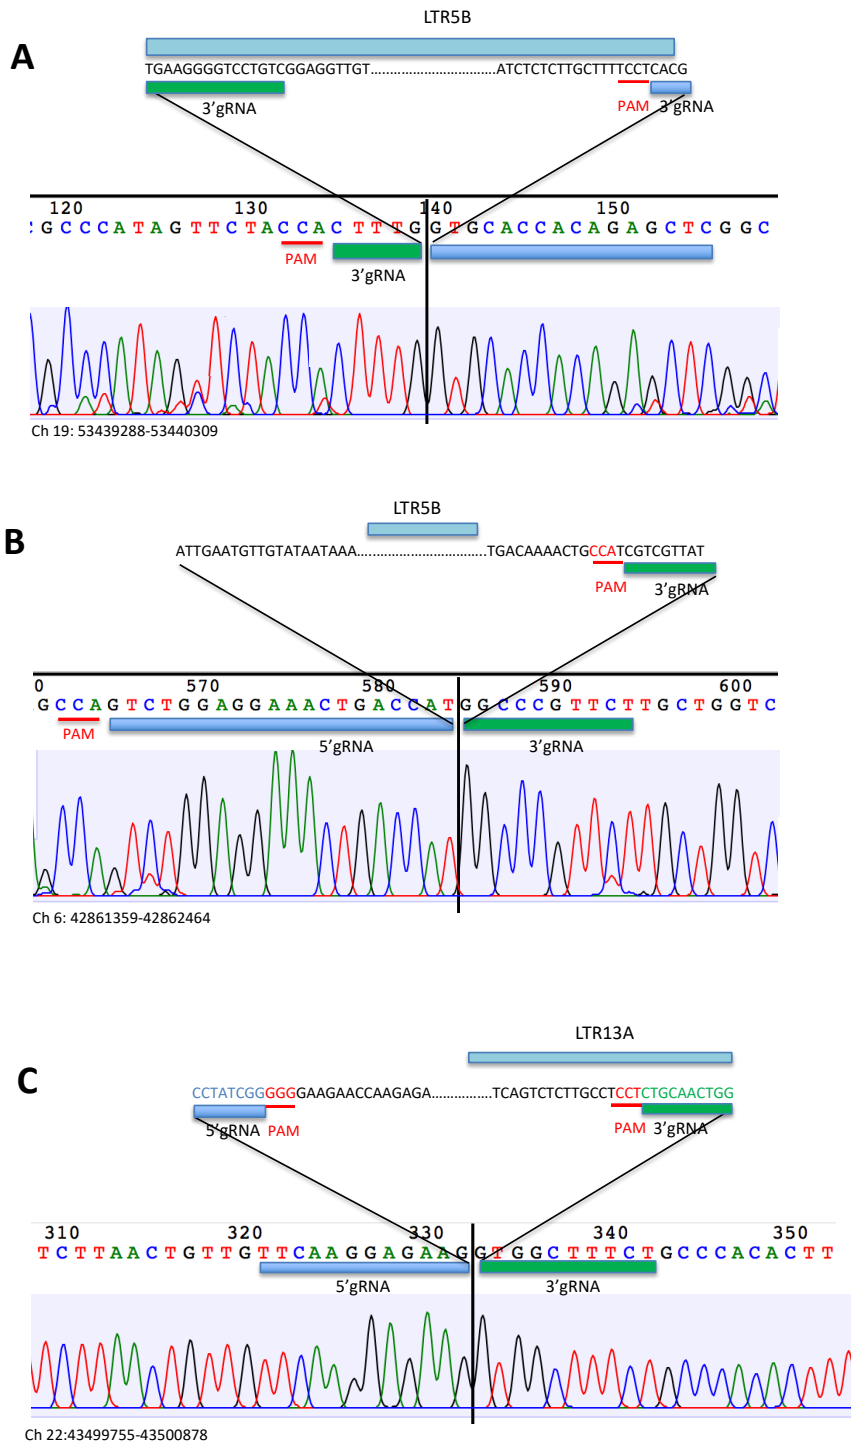 LTR5B
A
TGAAGGGGTCCTGTCGGAGGTTGT……………………………ATCTCTCTTGCTTTTCCTCACG
3’gRNA PAM 3’gRNA
120 130 140 150
CGCCCATAGTTCTACCACTTTGGTGCACCACAGAGCTCGGC
PAM
3’gRNA
Ch 19: 53439288-53440309
LTR5B
B
ATTGAATGTTGTATAATAAA……………………………..TGACAAAACTGCCATCGTCGTTAT
PAM 3’gRNA
0 570 580 590 600
GCCAGTCTGGAGGAAACTGACCATGGCCCGTTCTTGCTGGTC
PAM
5’gRNA 3’gRNA
Ch 6: 42861359-42862464
LTR13A
C
CCTATCGGGGGGAAGAACCAAGAGA……………..TCAGTCTCTTGCCTCCTCTGCAACTGG
5’gRNA PAM PAM 3’gRNA
310 320 330 340 350
TCTTAACTGTTGTTCAAGGAGAAGGTGGCTTTCTGCCCACACTT
5’gRNA 3’gRNA
Ch 22:43499755-43500878